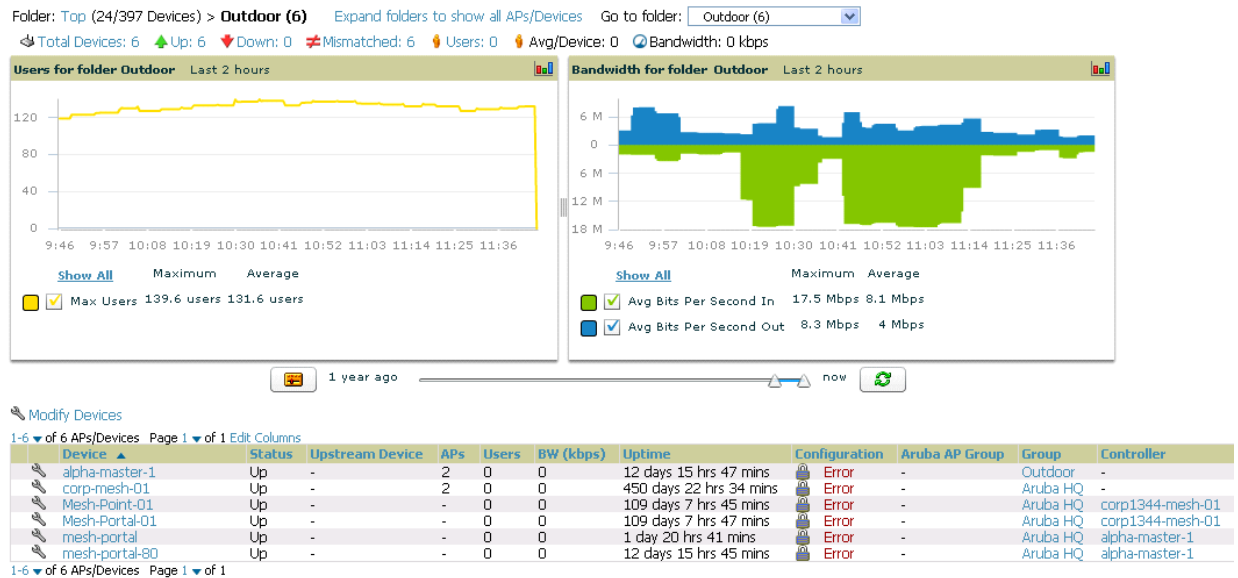 Folder: Top (24/397 Devices) > Outdoor (6) Expand folders to show all APs/Devices Go to folder: Outdoor (6)
Total Devices: 6 Up: 6 Down: 0 Mismatched: 6 Users: 0 Avg/Device: 0 Bandwidth: 0 kbps
Users for folder Outdoor Last 2 hours
120
80
40
0
9:46 9:57 10:08 10:19 10:30 10:41 10:52 11:03 11:14 11:25 11:36
Show All Maximum Average
Max Users 139.6 users 131.6 users
Bandwidth for folder Outdoor Last 2 hours
6 M
0
6 M
12 M
18 M
9:46 9:57 10:08 10:19 10:30 10:41 10:52 11:03 11:14 11:25 11:36
Show All Maximum Average
Avg Bits Per Second In 17.5 Mbps 8.1 Mbps
Avg Bits Per Second Out 8.3 Mbps 4 Mbps
1 year ago now
Modify Devices
1-6 of 6 APs/Devices Page 1 of 1 Edit Columns
Device Status Upstream Device APs Users BW (kbps) Uptime Configuration Aruba AP Group Group Controller
alpha-master-1 Up - 2 0 0 12 days 15 hrs 47 mins Error - Outdoor -
corp-mesh-01 Up - 2 0 0 450 days 22 hrs 34 mins Error - Aruba HQ -
Mesh-Point-01 Up - - 0 0 109 days 7 hrs 45 mins Error - Aruba HQ corp1344-mesh-01
Mesh-Portal-01 Up - - 0 0 109 days 7 hrs 47 mins Error - Aruba HQ corp1344-mesh-01
mesh-portal Up - - 0 0 1 day 20 hrs 41 mins Error - Aruba HQ alpha-master-1
mesh-portal-80 Up - - 0 0 12 days 15 hrs 45 mins Error - Aruba HQ alpha-master-1
1-6 of 6 APs/Devices Page 1 of 1